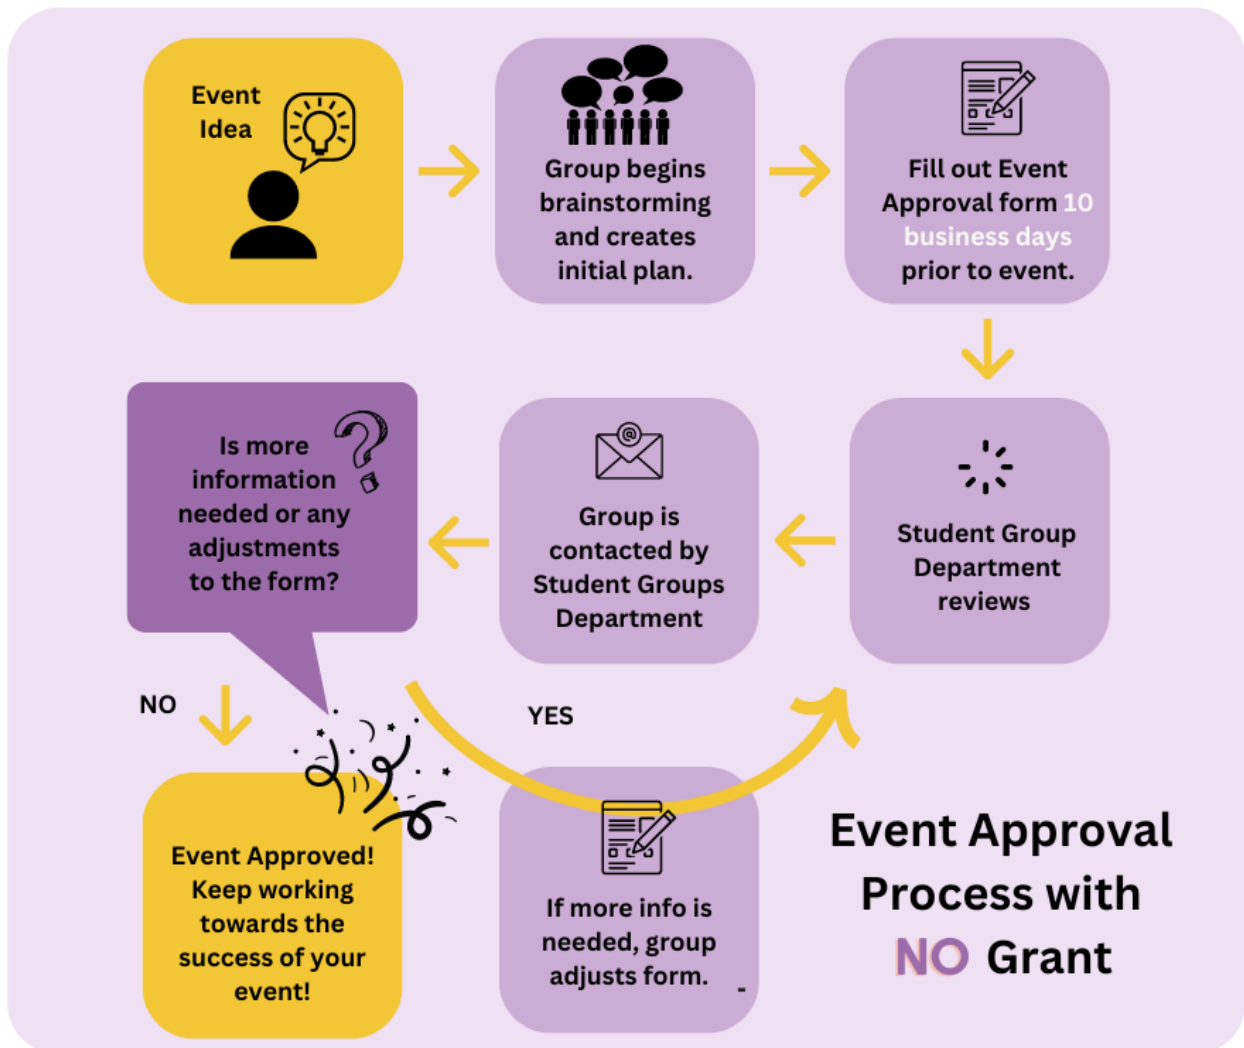 Event
Idea
Group begins
brainstorming
and creates
initial plan.
Fill out Event
Approval form 10
business days
prior to event.
Is more
information
needed or any
adjustments
to the form?
@
Group is
contacted by
Student Groups
Department
Student Group
Department
reviews
NO
YES
Event Approved!
Keep working
towards the
success of your
event!
If more info is
needed, group
adjusts form.
-
Event Approval
Process with
NO Grant